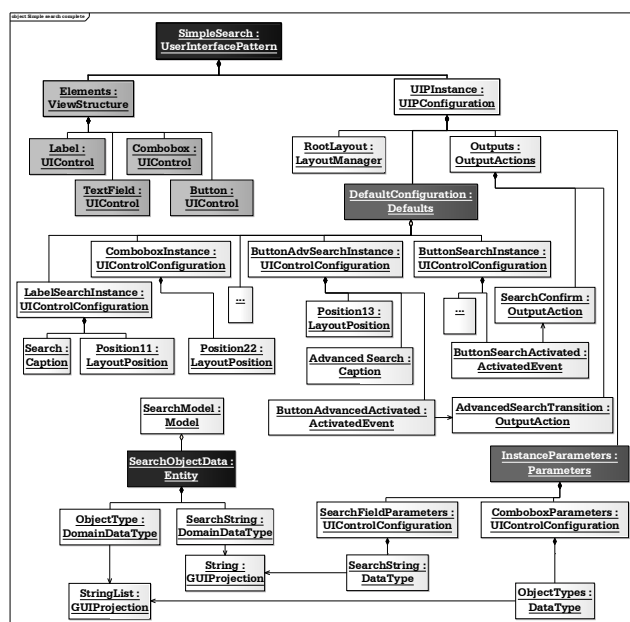 object Simple search complete
SimpleSearch :
UserInterfacePattern
Elements :
ViewStructure
UIPInstance :
UIPConfiguration
Label :
UIControl
Combobox :
UIControl
RootLayout :
LayoutManager
Outputs :
OutputActions
TextField :
UIControl
Button :
UIControl
DefaultConfiguration :
Defaults
ComboboxInstance :
UIControlConfiguration
ButtonAdvSearchInstance :
UIControlConfiguration
ButtonSearchInstance :
UIControlConfiguration
LabelSearchInstance :
UIControlConfiguration
...
Position13 :
LayoutPosition
...
SearchConfirm :
OutputAction
Search :
Caption
Position11 :
LayoutPosition
Position22 :
LayoutPosition
Advanced Search :
Caption
ButtonSearchActivated :
ActivatedEvent
SearchModel :
Model
ButtonAdvancedActivated :
ActivatedEvent
AdvancedSearchTransition :
OutputAction
SearchObjectData :
Entity
InstanceParameters :
Parameters
ObjectType :
DomainDataType
SearchString :
DomainDataType
SearchFieldParameters :
UIControlConfiguration
ComboboxParameters :
UIControlConfiguration
String :
GUIProjection
SearchString :
DataType
StringList :
GUIProjection
ObjectTypes :
DataType